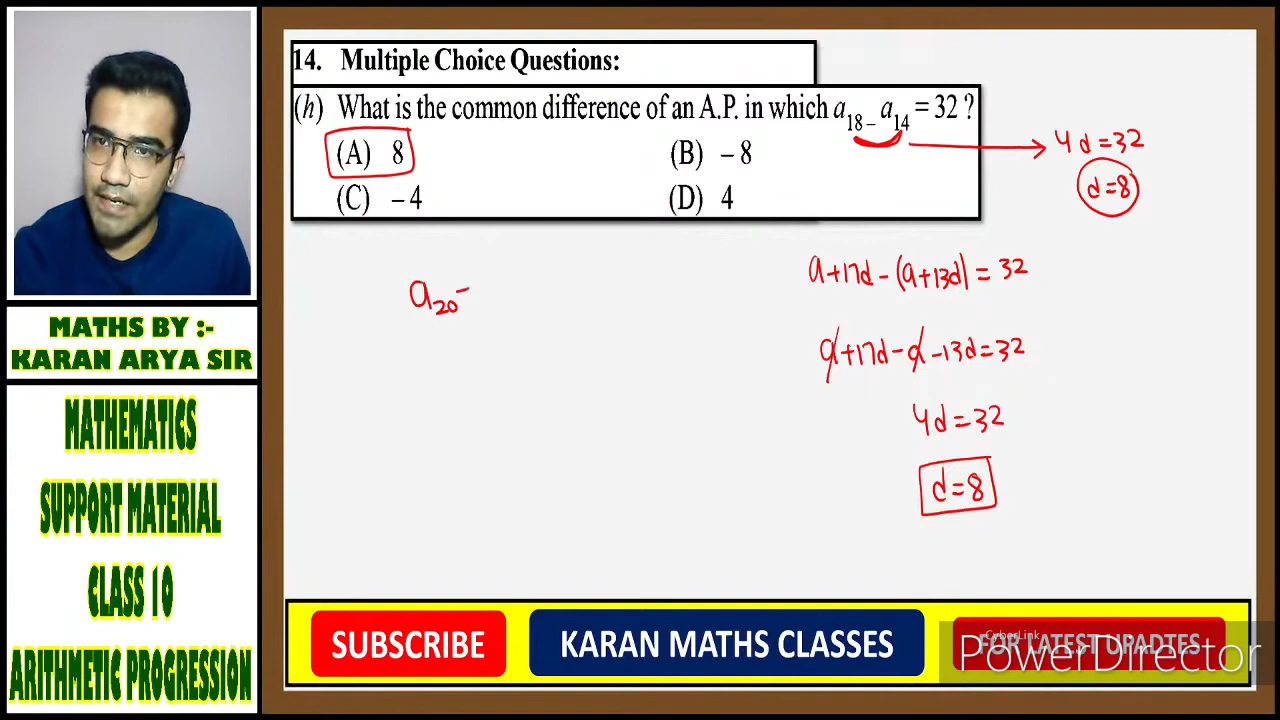 14. Multiple Choice Questions:
(h) What is the common difference of an A.P. in which a18 – a14 = 32 ?
(A) 8 (B) – 8
(C) – 4 (D) 4
4d = 32
d = 8
a+17d - (a+13d) = 32
a+17d - a - 13d = 32
4d = 32
d = 8
a20 -
MATHS BY :-
KARAN ARYA SIR
MATHEMATICS
SUPPORT MATERIAL
CLASS 10
ARITHMETIC PROGRESSION
SUBSCRIBE
KARAN MATHS CLASSES
FOR LATEST UPADTES
CyberLink
PowerDirector